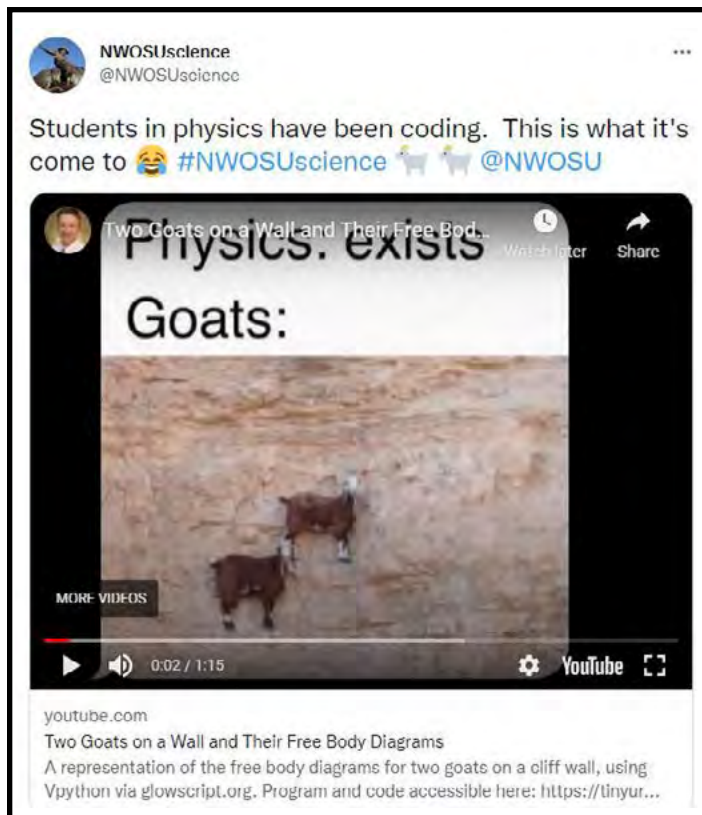 NWOSUscience
@NWOSUscience
Students in physics have been coding. This is what it's
come to 😂 #NWOSUscience 🐐 🐐 @NWOSU
Two Goats on a Wall and Their Free Bod...
Watch later
Share
Physics: exists
Goats:
MORE VIDEOS
0:02 / 1:15
YouTube
youtube.com
Two Goats on a Wall and Their Free Body Diagrams
A representation of the free body diagrams for two goats on a cliff wall, using
Vpython via glowscript.org. Program and code accessible here: https://tinyur...